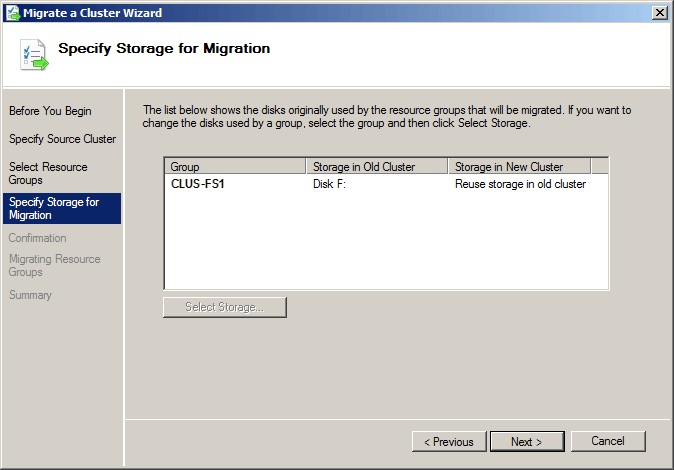 Migrate a Cluster Wizard
Specify Storage for Migration
Before You Begin
Specify Source Cluster
Select Resource
Groups
Specify Storage for
Migration
Confirmation
Migrating Resource
Groups
Summary
The list below shows the disks originally used by the resource groups that will be migrated. If you want to
change the disks used by a group, select the group and then click Select Storage.
Group Storage in Old Cluster Storage in New Cluster
CLUS-FS1 Disk F: Reuse storage in old cluster
Select Storage...
< Previous Next > Cancel